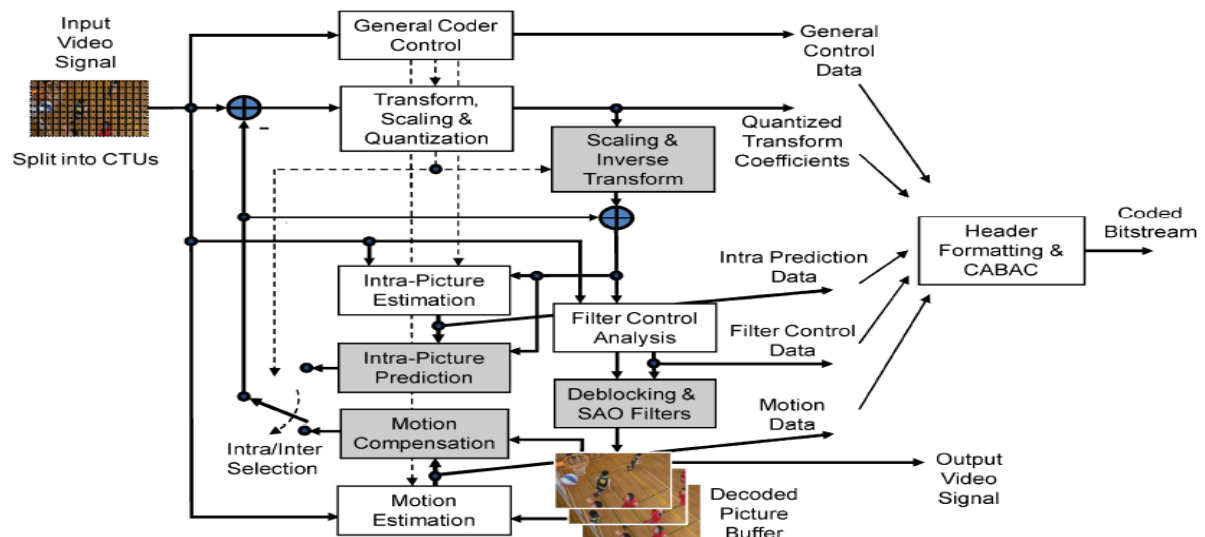 Input
Video
Signal
Split into CTUs
General Coder
Control
Transform,
Scaling &
Quantization
Scaling &
Inverse
Transform
General
Control
Data
Quantized
Transform
Coefficients
Header
Formatting &
CABAC
Coded
Bitstream
Intra-Picture
Estimation
Intra Prediction
Data
Filter Control
Analysis
Filter Control
Data
Intra-Picture
Prediction
Deblocking &
SAO Filters
Motion
Compensation
Motion
Data
Intra/Inter
Selection
Motion
Estimation
Decoded
Picture
Buffer
Output
Video
Signal